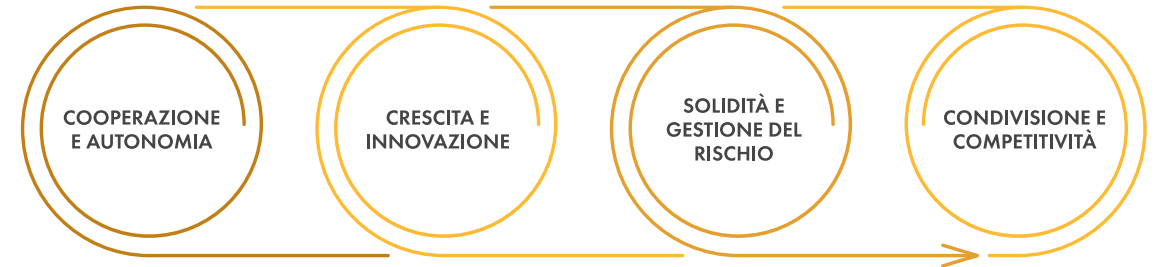 COOPERAZIONE
E AUTONOMIA
CRESCITA E
INNOVAZIONE
SOLIDITÀ E
GESTIONE DEL
RISCHIO
CONDIVISIONE E
COMPETITIVITÀ